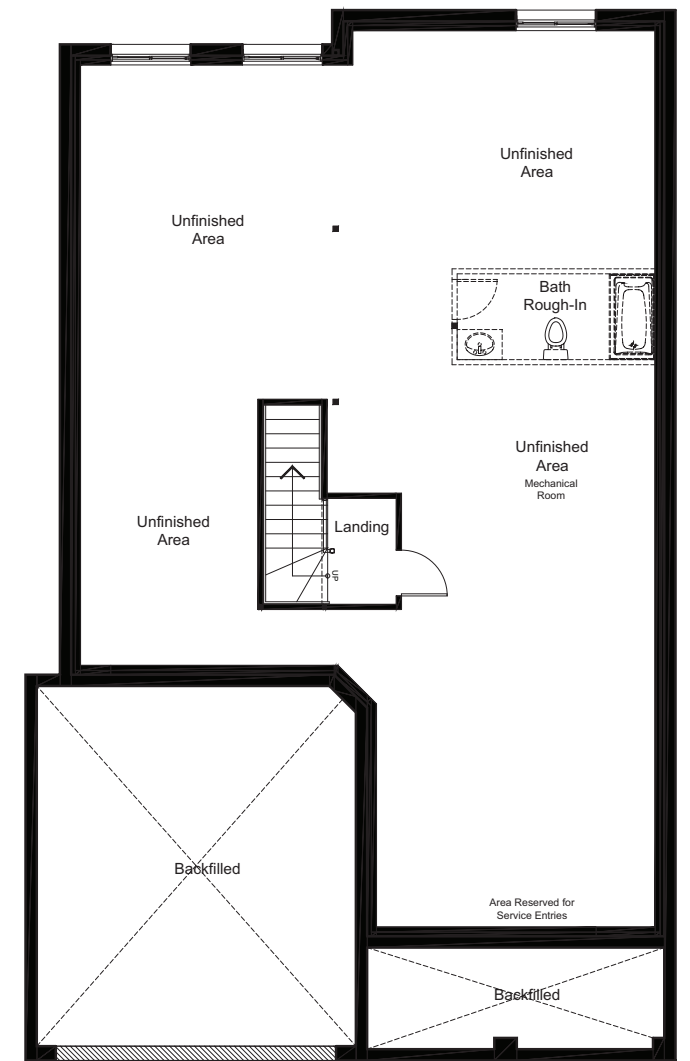 Unfinished
Area
Unfinished
Area
Bath
Rough-In
Unfinished
Area
Mechanical
Room
Unfinished
Area
Landing
UP
Backfilled
Area Reserved for
Service Entries
Backfilled